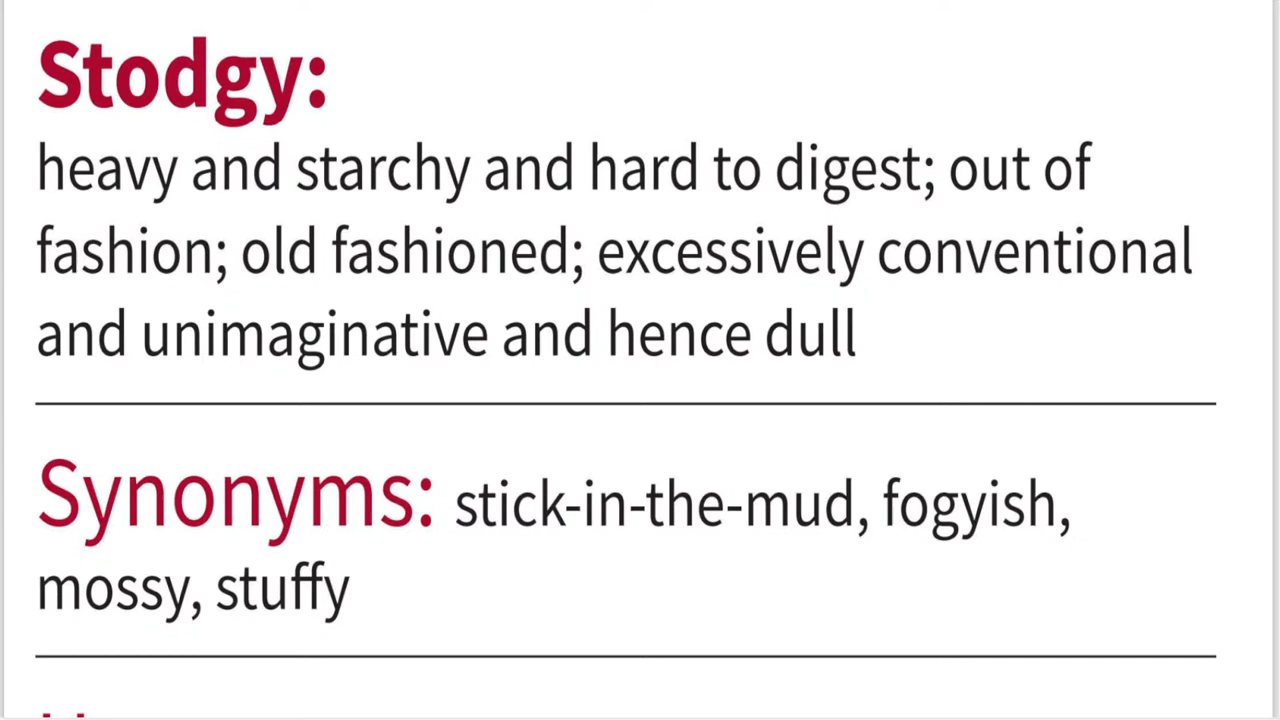 Stodgy:
heavy and starchy and hard to digest; out of
fashion; old fashioned; excessively conventional
and unimaginative and hence dull
Synonyms: stick-in-the-mud, fogyish,
mossy, stuffy